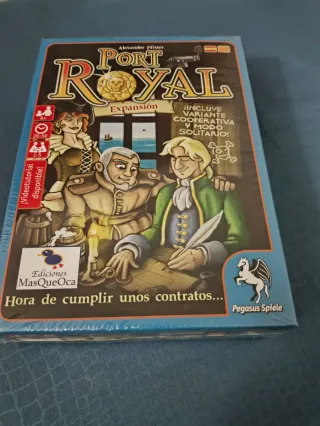 Alexander Pfister
PORT
ROYAL
Expansión
¡INCLUYE
VARIANTE
COOPERATIVA
Y MODO
SOLITARIO!
¡Videotutorial
disponible!
Ediciones
MasQueOca
Hora de cumplir unos contratos...
Pegasus Spiele